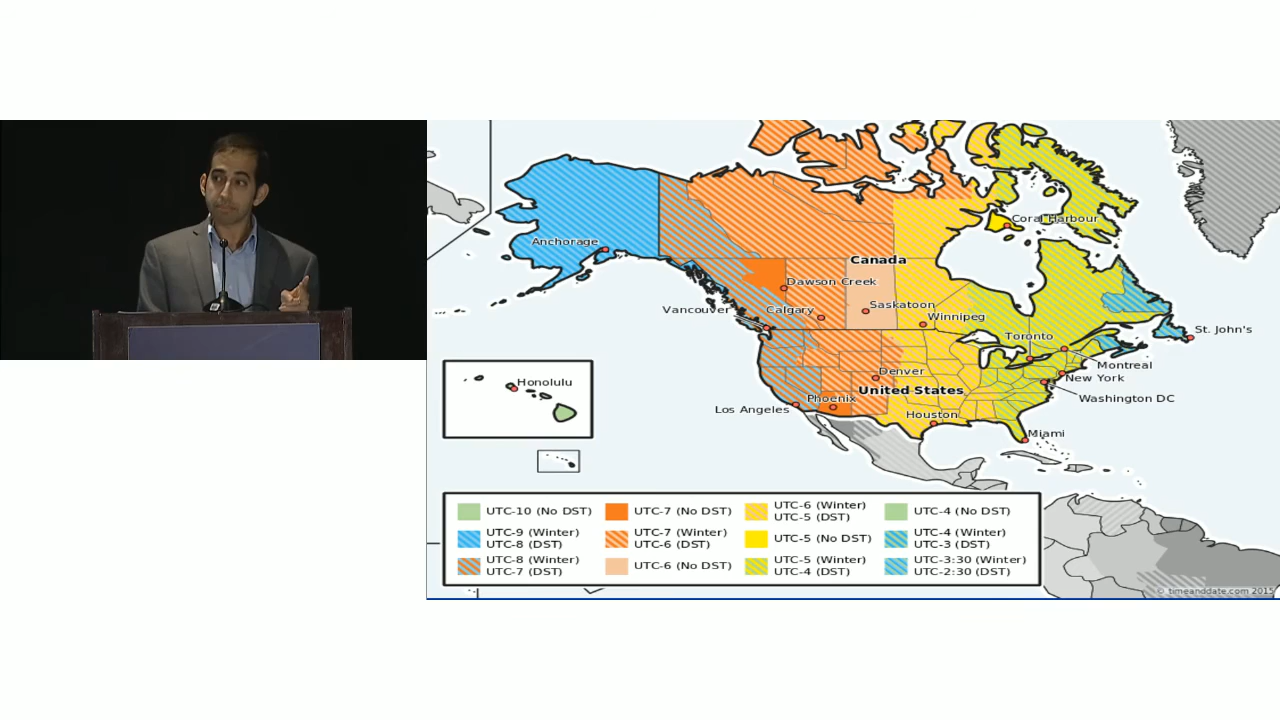 Coral Harbour
Anchorage
Canada
Dawson Creek
Saskatoon
Vancouver
Calgary
Winnipeg
St. John's
Toronto
Montreal
Denver
New York
Honolulu
United States
Phoenix
Washington DC
Los Angeles
Houston
Miami
UTC-10 (No DST)
UTC-9 (Winter)
UTC-8 (DST)
UTC-8 (Winter)
UTC-7 (DST)
UTC-7 (No DST)
UTC-7 (Winter)
UTC-6 (DST)
UTC-6 (No DST)
UTC-6 (Winter)
UTC-5 (DST)
UTC-5 (No DST)
UTC-5 (Winter)
UTC-4 (DST)
UTC-4 (No DST)
UTC-4 (Winter)
UTC-3 (DST)
UTC-3:30 (Winter)
UTC-2:30 (DST)
© timeanddate.com 2015